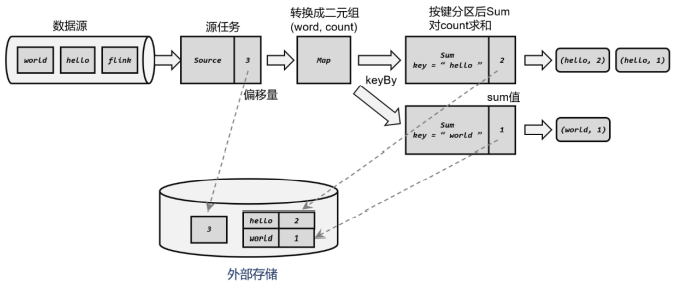 数据源
源任务
转换成二元组
(word, count)
按键分区后Sum
对count求和
world
hello
flink
Source
3
Map
Sum
key = “ hello ”
2
(hello, 2)
(hello, 1)
keyBy
偏移量
sum值
Sum
key = “ world ”
1
(world, 1)
3
hello
2
world
1
外部存储